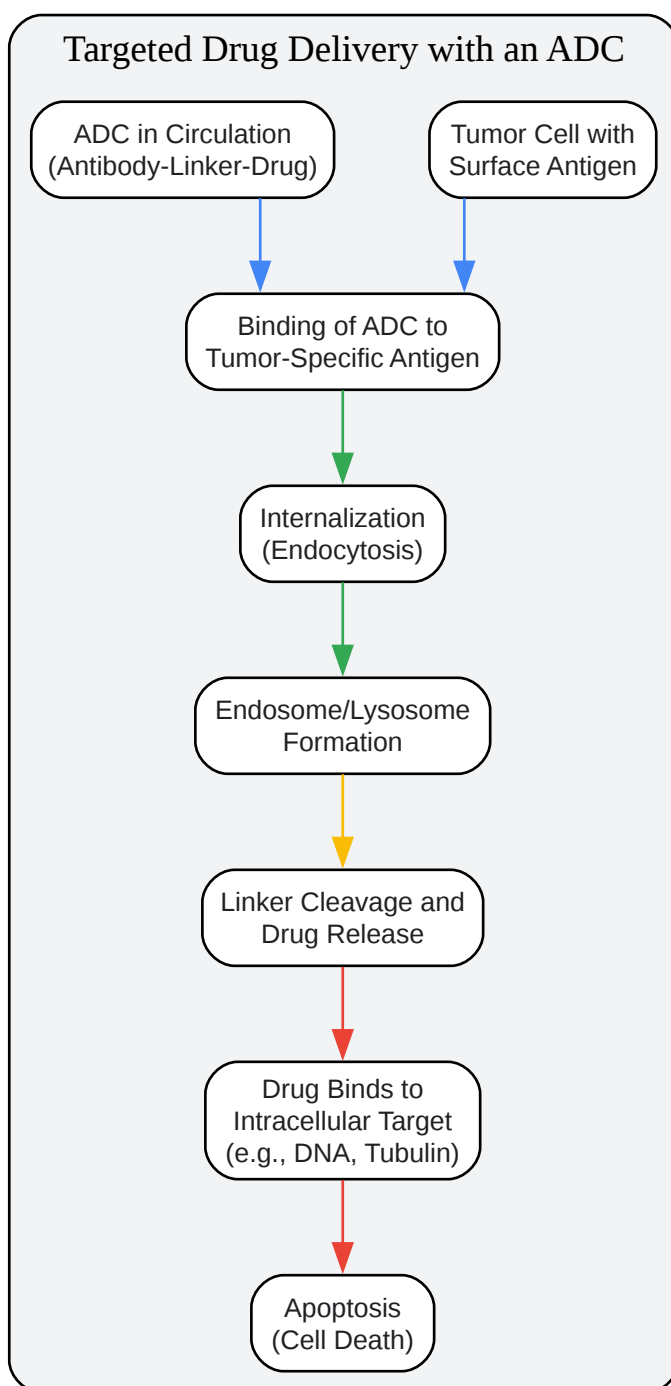 Targeted Drug Delivery with an ADC
ADC in Circulation
(Antibody-Linker-Drug)
Tumor Cell with
Surface Antigen
Binding of ADC to
Tumor-Specific Antigen
Internalization
(Endocytosis)
Endosome/Lysosome
Formation
Linker Cleavage and
Drug Release
Drug Binds to
Intracellular Target
(e.g., DNA, Tubulin)
Apoptosis
(Cell Death)